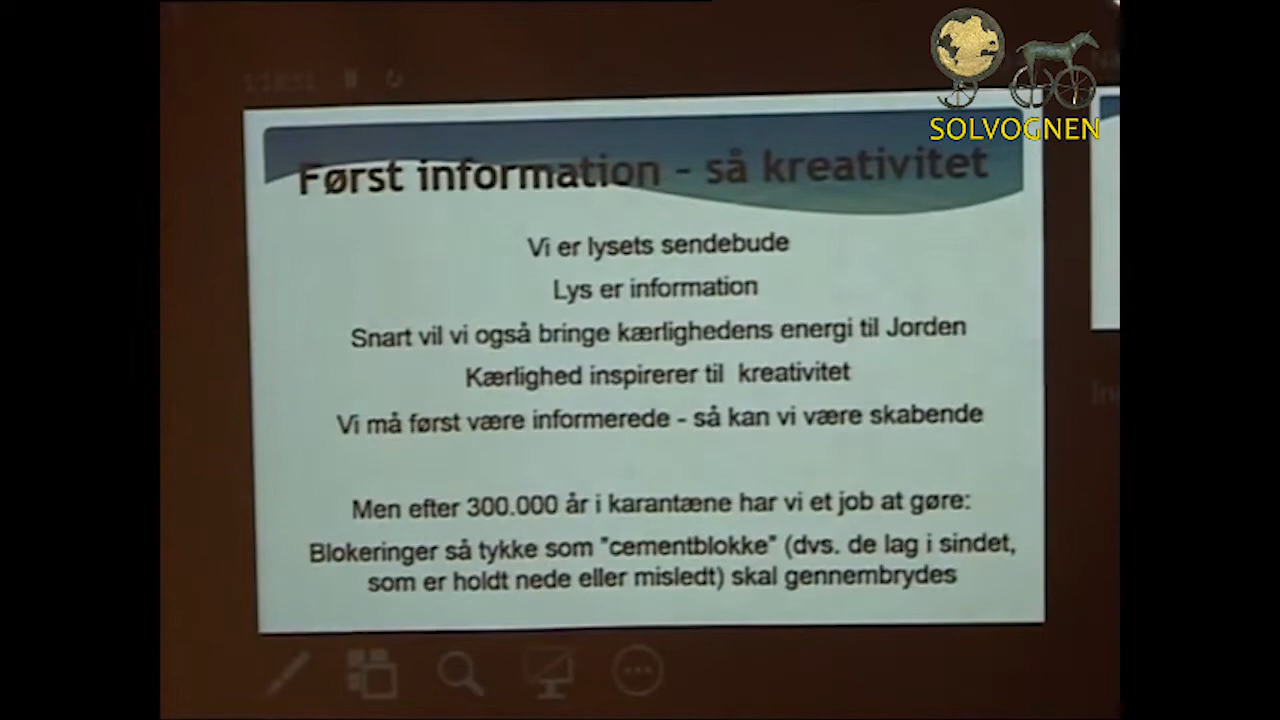 SOLVOGNEN
Først information - så kreativitet
Vi er lysets sendebude
Lys er information
Snart vil vi også bringe kærlighedens energi til Jorden
Kærlighed inspirerer til kreativitet
Vi må først være informerede - så kan vi være skabende
Men efter 300.000 år i karantæne har vi et job at gøre:
Blokeringer så tykke som "cementblokke" (dvs. de lag i sindet,
som er holdt nede eller misledt) skal gennembrydes